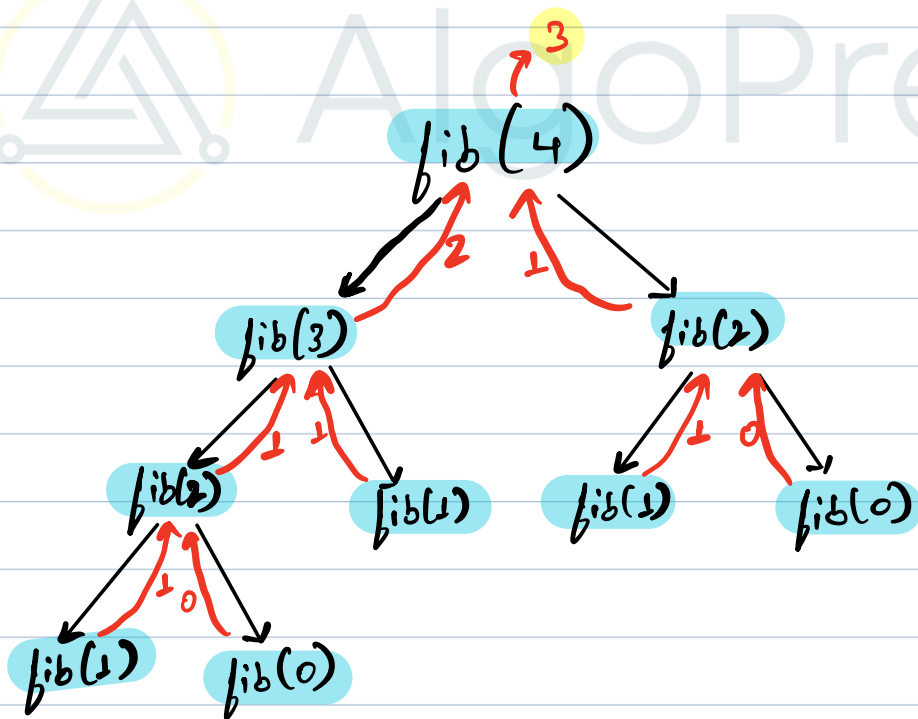 3
AlgoPre
fib(4)
2 1
fib(3) fib(2)
1 1 1 0
fib(2) fib(1) fib(1) fib(0)
1 0
fib(1) fib(0)